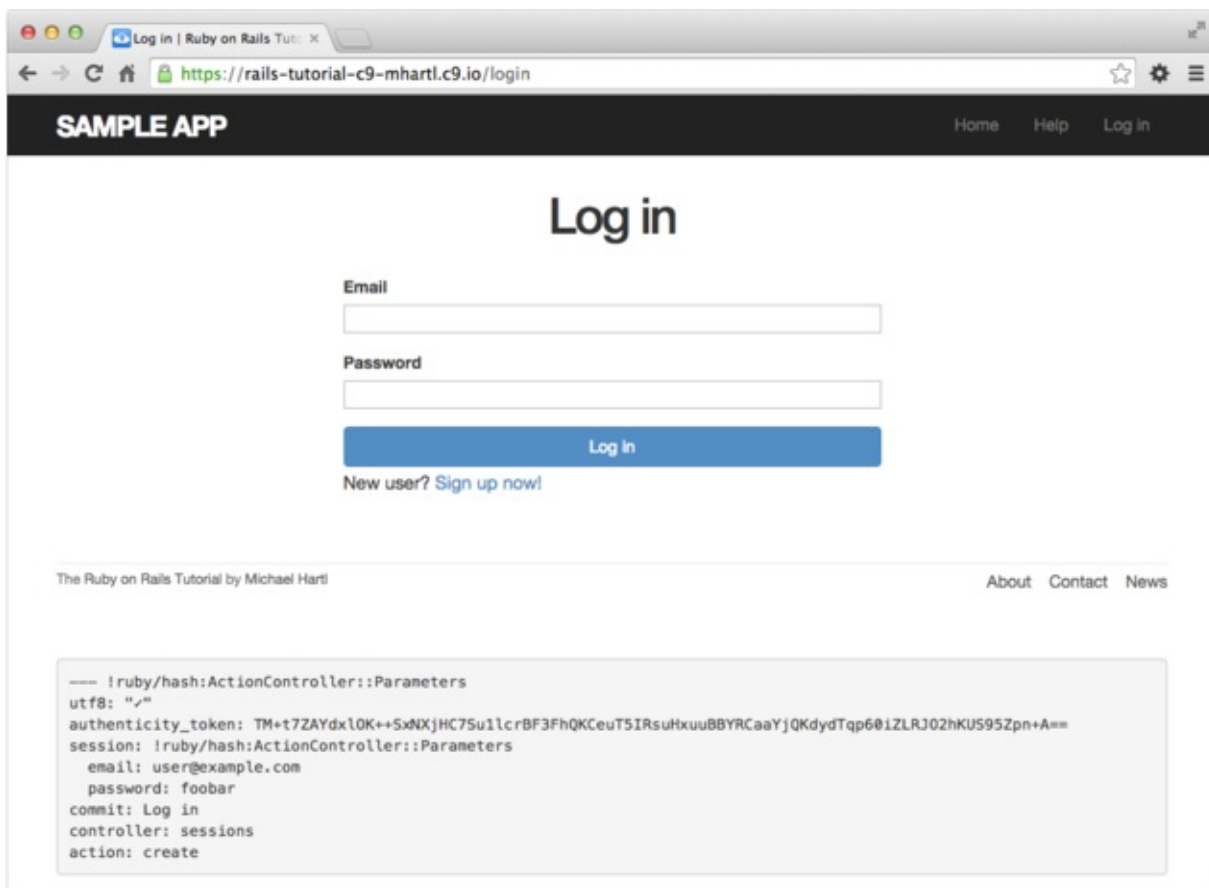 Log in | Ruby on Rails Tut
https://rails-tutorial-c9-mhartl.c9.io/login
SAMPLE APP
Home Help Log in
Log in
Email
Password
Log in
New user? Sign up now!
The Ruby on Rails Tutorial by Michael Hartl
About Contact News
--- !ruby/hash:ActionController::Parameters
utf8: "✓"
authenticity_token: TM+t7ZAYdxlOK++SxNXjHC7Su1lcrBF3FhQKCeuT5IRsuHxuuBBYRCaaYjQKdydTqp60iZLRJO2hKUS95Zpn+A==
session: !ruby/hash:ActionController::Parameters
  email: user@example.com
  password: foobar
commit: Log in
controller: sessions
action: create